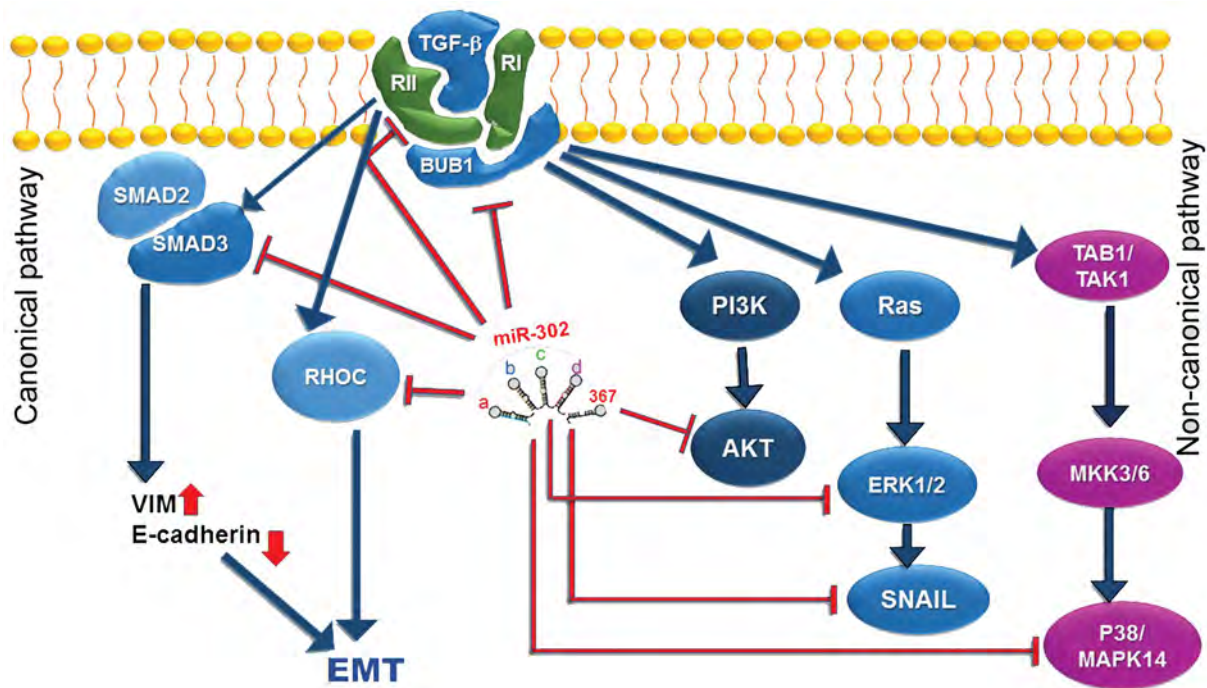 TGF-β
RII
RI
BUB1
Canonical pathway
Non-canonical pathway
SMAD2
SMAD3
TAB1/
TAK1
PI3K
Ras
miR-302
RHOC
a
b
c
d
367
AKT
ERK1/2
MKK3/6
VIM
E-cadherin
SNAIL
P38/
MAPK14
EMT